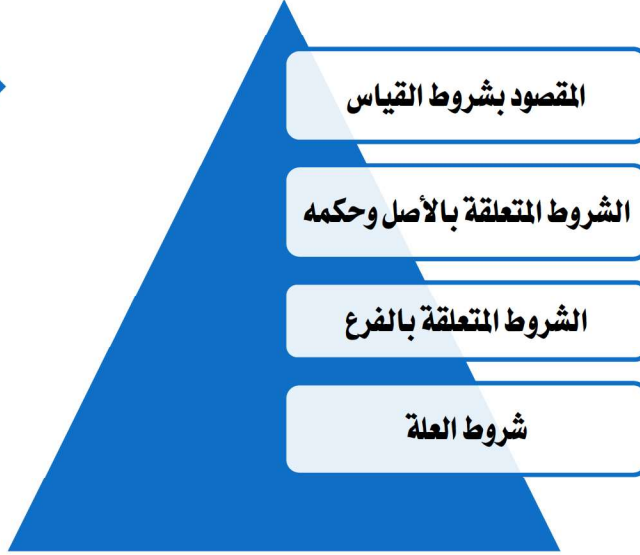 المقصود بشروط القياس
الشروط المتعلقة بالأصل وحكمه
الشروط المتعلقة بالفرع
شروط العلة